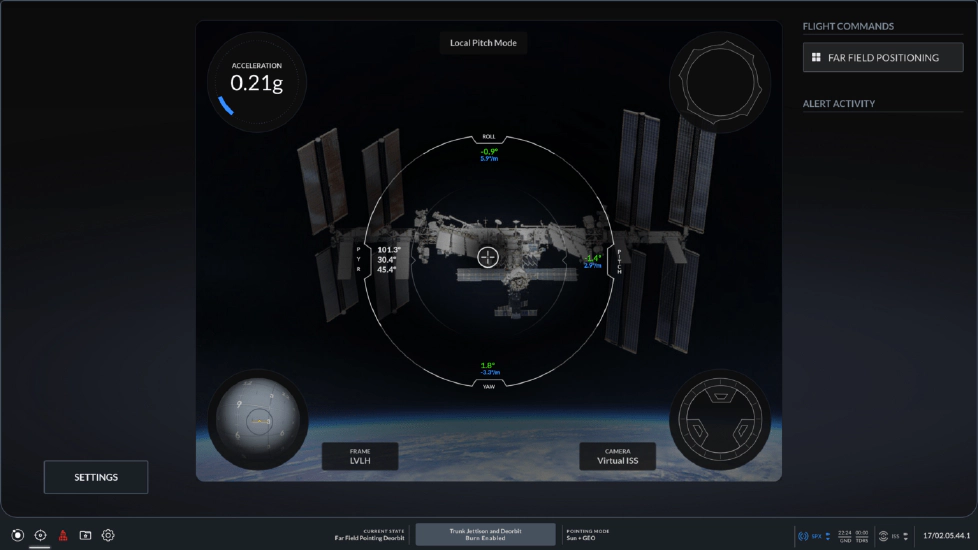 FLIGHT COMMANDS
FAR FIELD POSITIONING
ALERT ACTIVITY
Local Pitch Mode
ACCELERATION
0.21g
ROLL
-0.9°
5.9°/m
P 101.3°
Y 30.4°
R 45.4°
-1.4°
2.9°/m
PITCH
1.8°
-3.3°/m
YAW
9
6
FRAME
LVLH
CAMERA
Virtual ISS
SETTINGS
CURRENT STATE
Far Field Pointing Deorbit
Trunk Jettison and Deorbit
Burn Enabled
POINTING MODE
Sun + GEO
SPX
22:24 00:00
GND TDRS
ISS
17/02.05.44.1